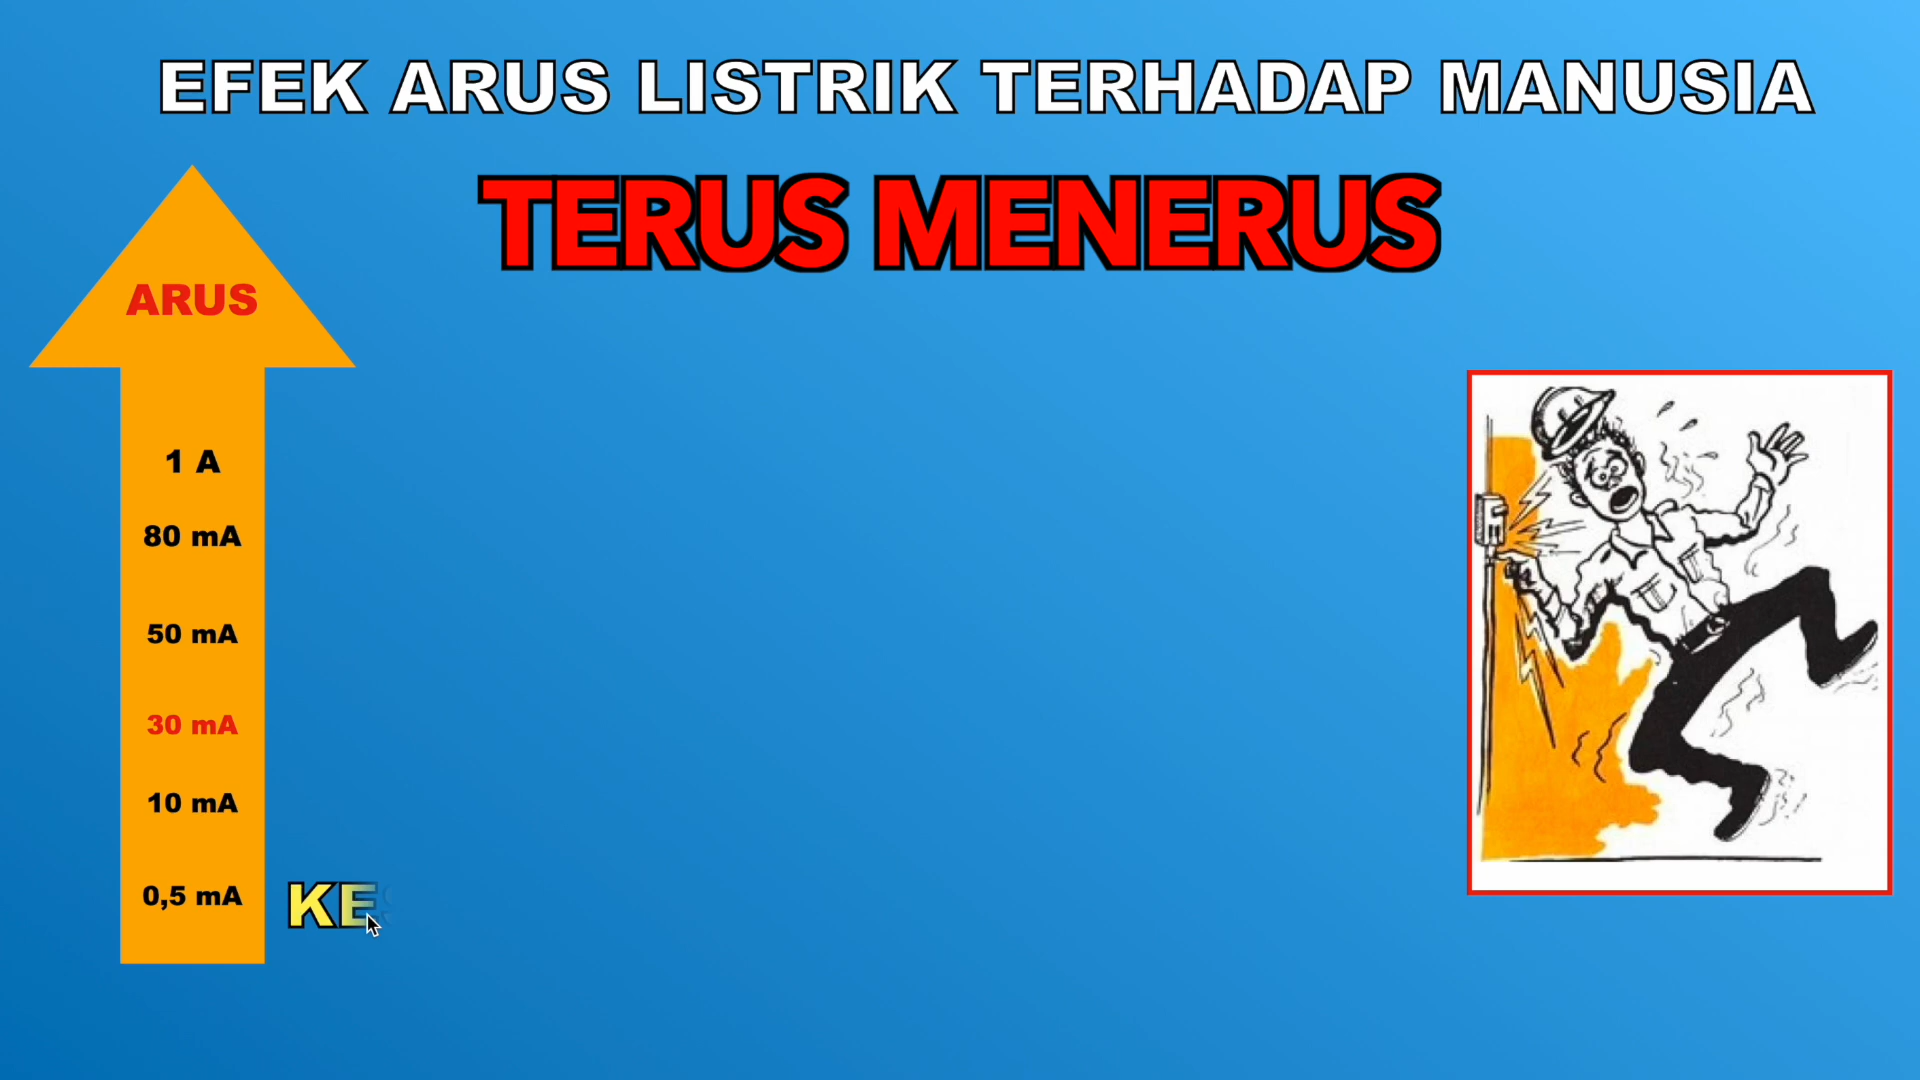 EFEK ARUS LISTRIK TERHADAP MANUSIA
TERUS MENERUS
ARUS
1 A
80 mA
50 mA
30 mA
10 mA
0,5 mA